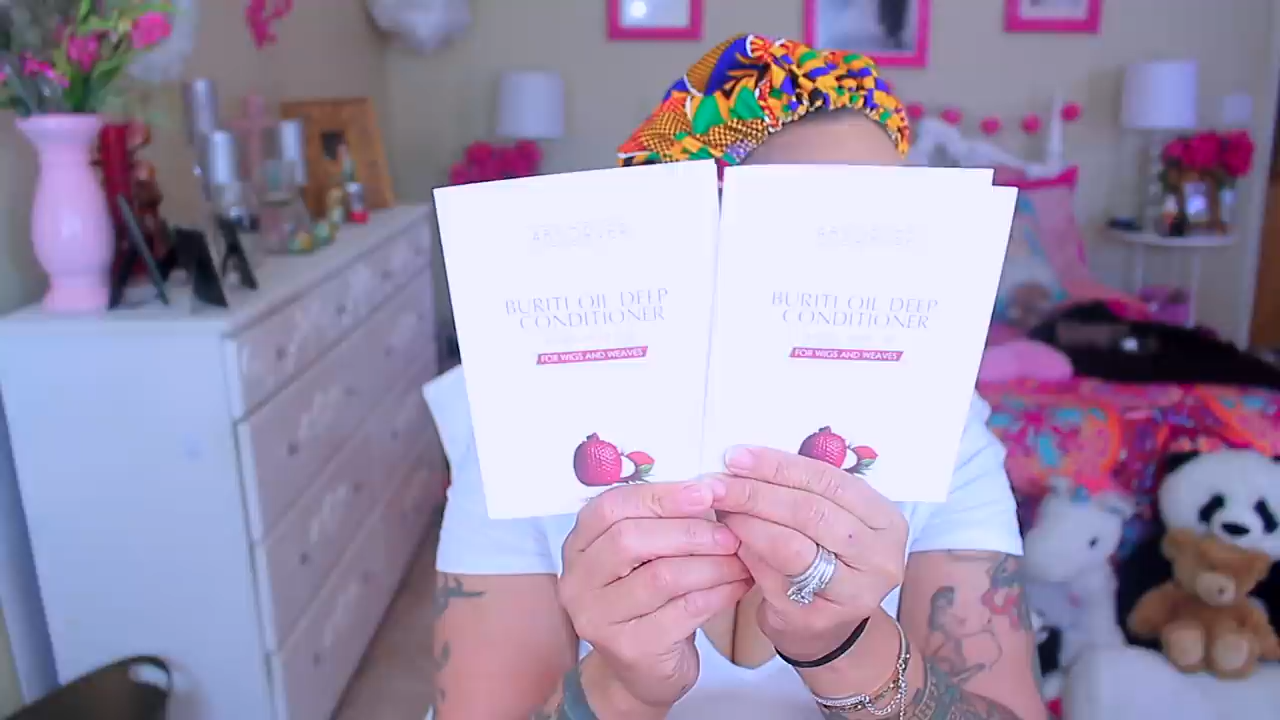 BURITI OIL DEEP
CONDITIONER
FOR WIGS AND WEAVES
BURITI OIL DEEP
CONDITIONER
FOR WIGS AND WEAVES